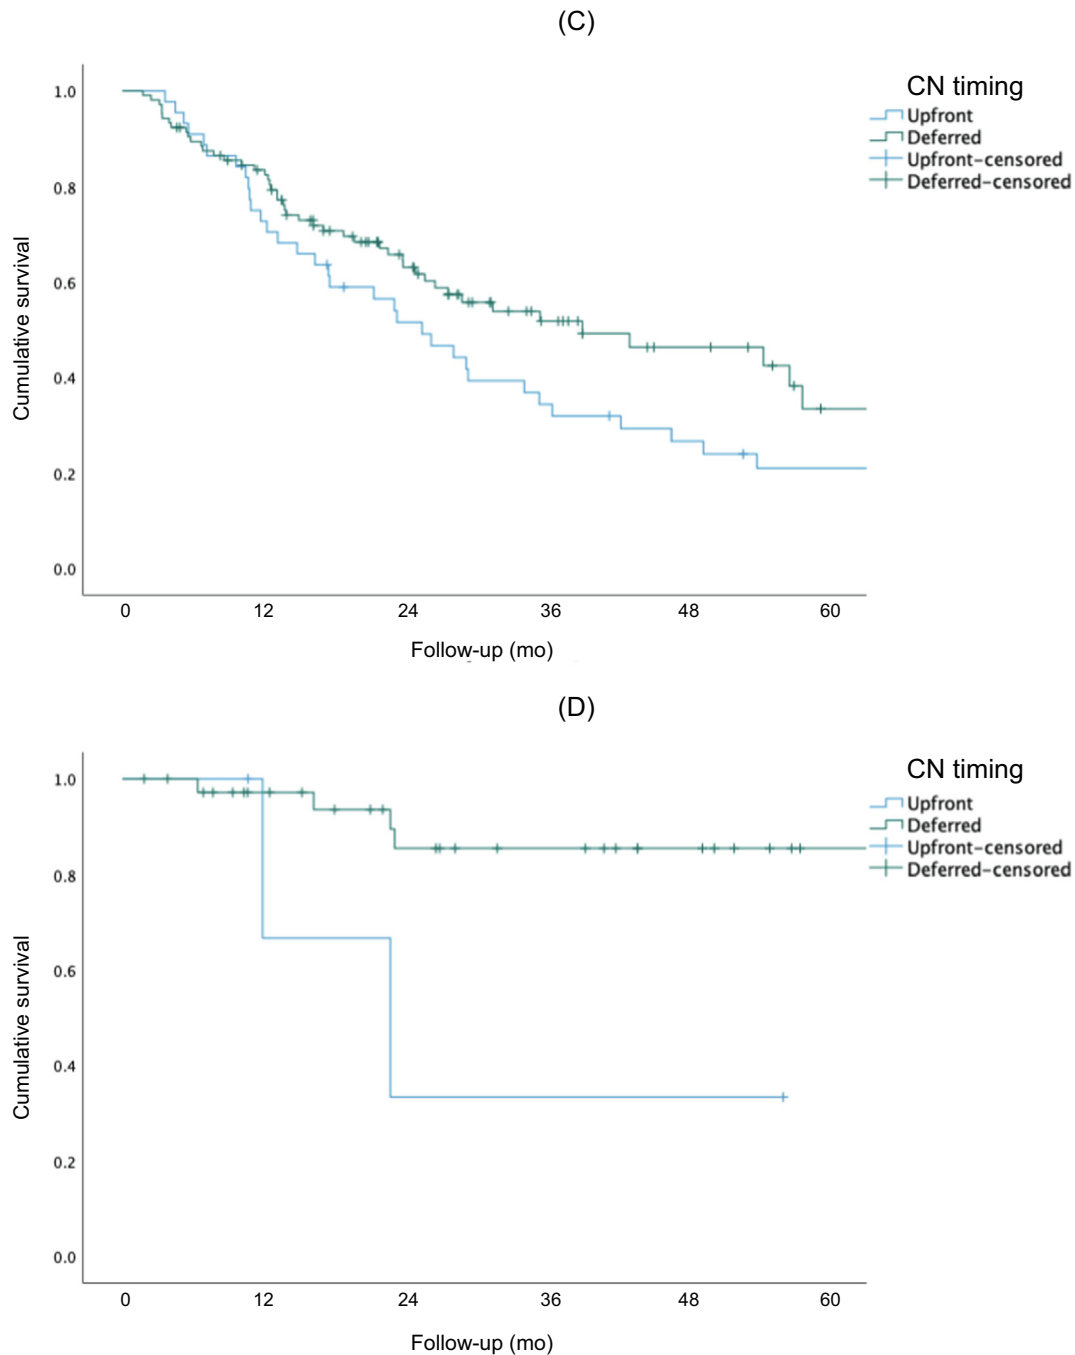 (C)
CN timing
Upfront
Deferred
Upfront-censored
Deferred-censored
Cumulative survival
1.0
0.8
0.6
0.4
0.2
0.0
0 12 24 36 48 60
Follow-up (mo)
(D)
CN timing
Upfront
Deferred
Upfront-censored
Deferred-censored
Cumulative survival
1.0
0.8
0.6
0.4
0.2
0.0
0 12 24 36 48 60
Follow-up (mo)